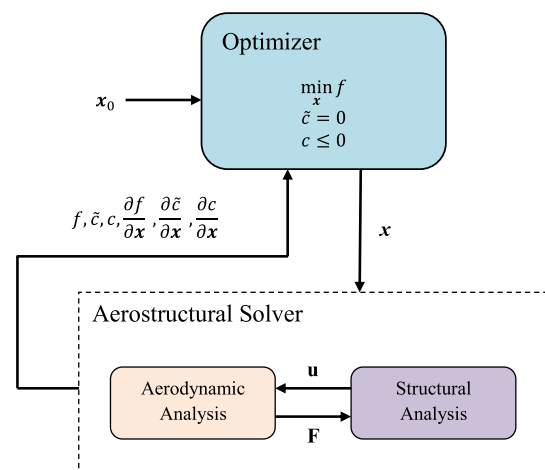 Optimizer
min f
x
c̃ = 0
c ≤ 0
x₀
f, c̃, c, ∂f/∂x , ∂c̃/∂x , ∂c/∂x
x
Aerostructural Solver
Aerodynamic
Analysis
u
F
Structural
Analysis